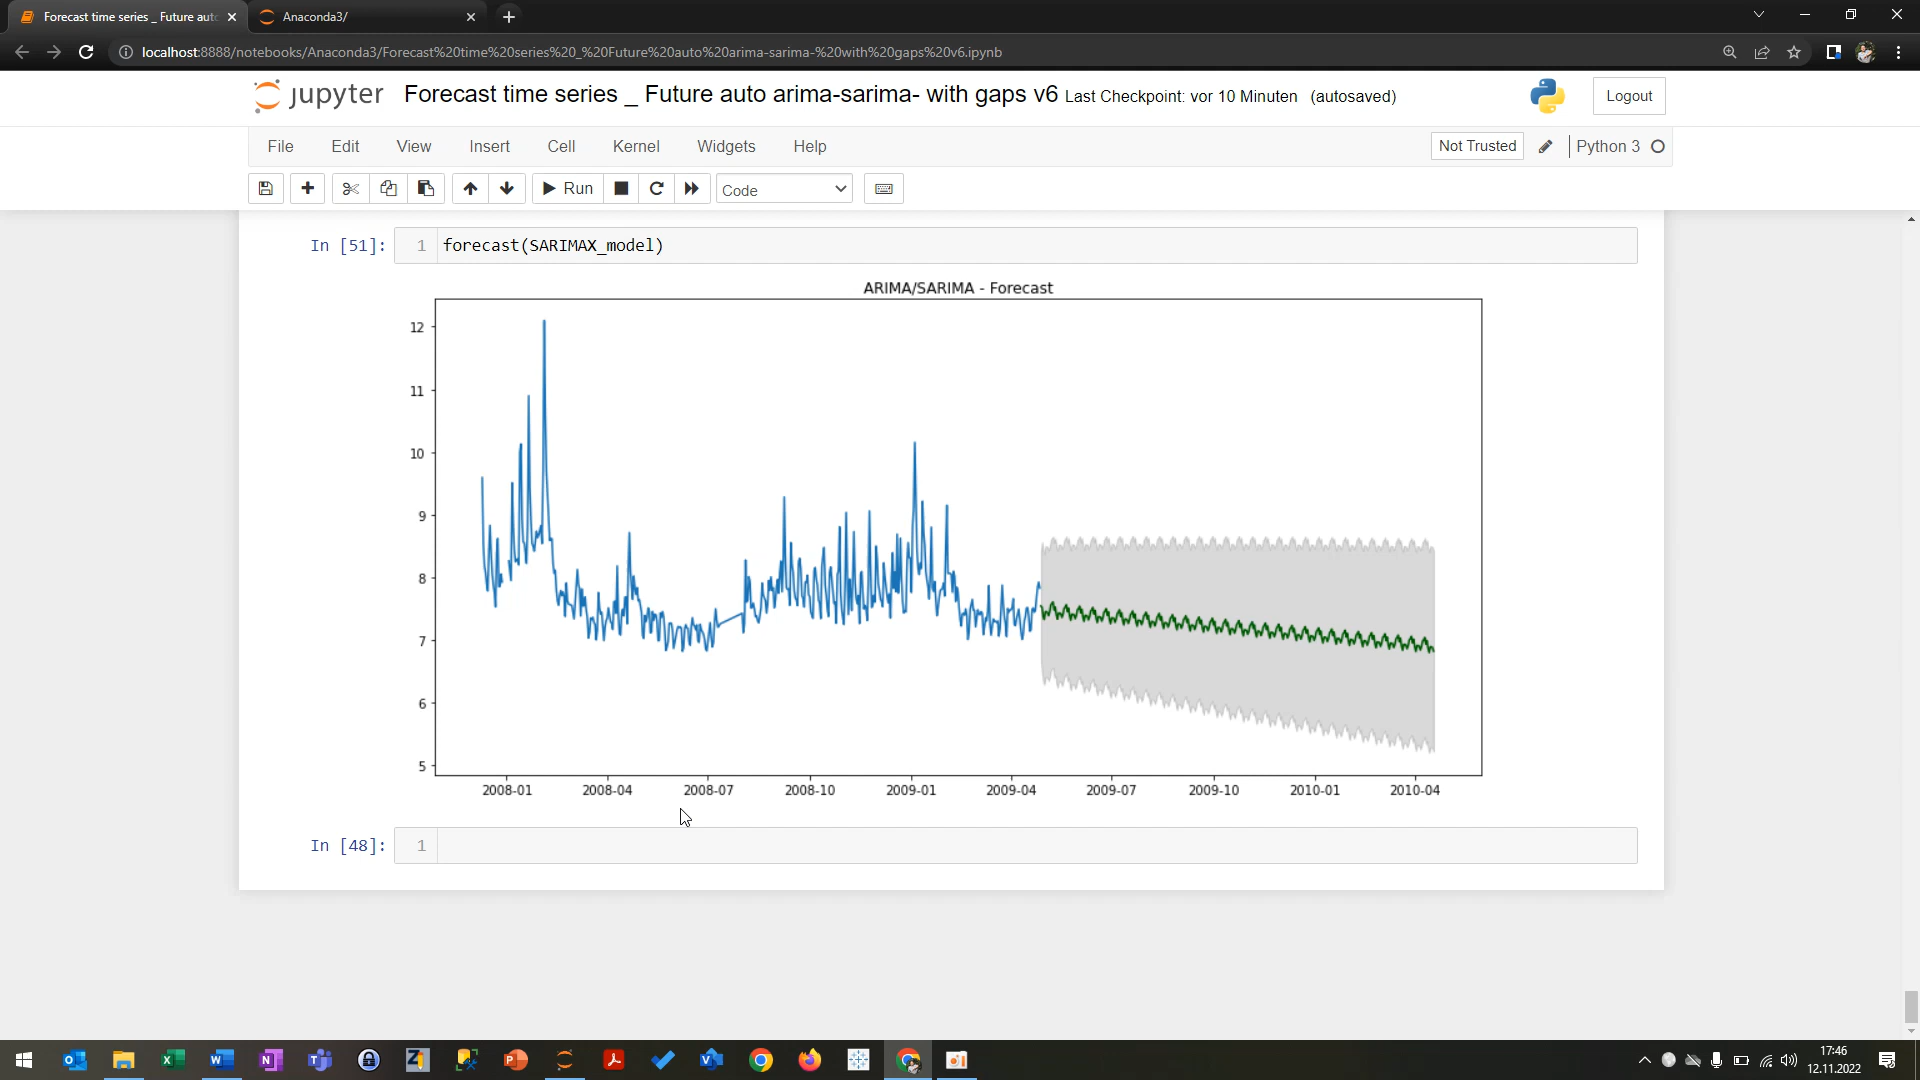 Forecast time series _ Future auto
Anaconda3/
localhost:8888/notebooks/Anaconda3/Forecast%20time%20series%20_%20Future%20auto%20arima-sarima-%20with%20gaps%20v6.ipynb
jupyter Forecast time series _ Future auto arima-sarima- with gaps v6 Last Checkpoint: vor 10 Minuten (autosaved)
Logout
File Edit View Insert Cell Kernel Widgets Help
Not Trusted Python 3
Run Code
In [51]: 1 forecast(SARIMAX_model)
ARIMA/SARIMA - Forecast
12
11
10
9
8
7
6
5
2008-01 2008-04 2008-07 2008-10 2009-01 2009-04 2009-07 2009-10 2010-01 2010-04
In [48]: 1
17:46
12.11.2022